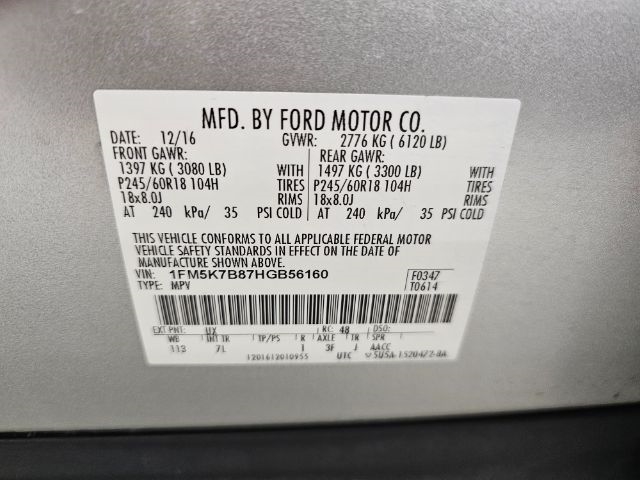 MFD. BY FORD MOTOR CO.
DATE: 12/16 GVWR: 2776 KG ( 6120 LB)
FRONT GAWR: REAR GAWR:
1397 KG ( 3080 LB) WITH 1497 KG ( 3300 LB) WITH
P245/60R18 104H TIRES P245/60R18 104H TIRES
18x8.0J RIMS 18x8.0J RIMS
AT 240 kPa/ 35 PSI COLD AT 240 kPa/ 35 PSI COLD
THIS VEHICLE CONFORMS TO ALL APPLICABLE FEDERAL MOTOR
VEHICLE SAFETY STANDARDS IN EFFECT ON THE DATE OF
MANUFACTURE SHOWN ABOVE.
VIN: 1FM5K7B87HGB56160 F0347
TYPE: MPV T0614
EXT PNT: UX RC: 48 DSO:
WB INT TR TP/PS R AXLE TR SPR
113 7L 1 3F J AACC
1201612010955 UTC